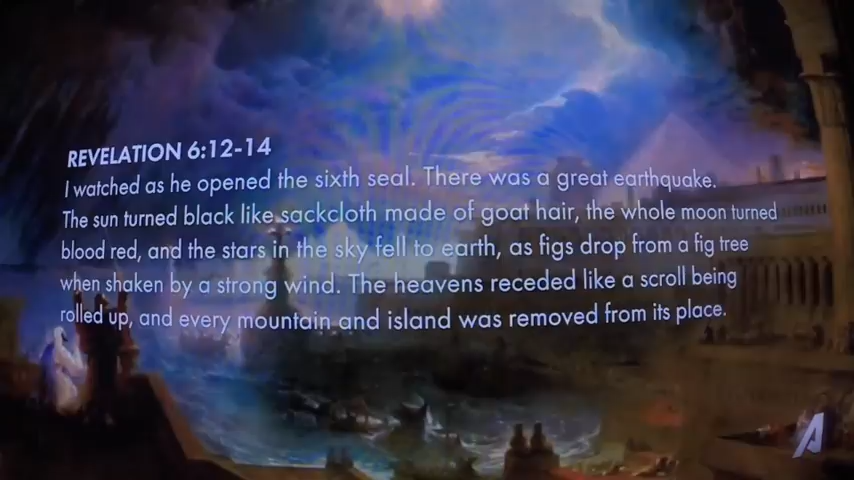 REVELATION 6:12-14
I watched as he opened the sixth seal. There was a great earthquake.
The sun turned black like sackcloth made of goat hair, the whole moon turned
blood red, and the stars in the sky fell to earth, as figs drop from a fig tree
when shaken by a strong wind. The heavens receded like a scroll being
rolled up, and every mountain and island was removed from its place.